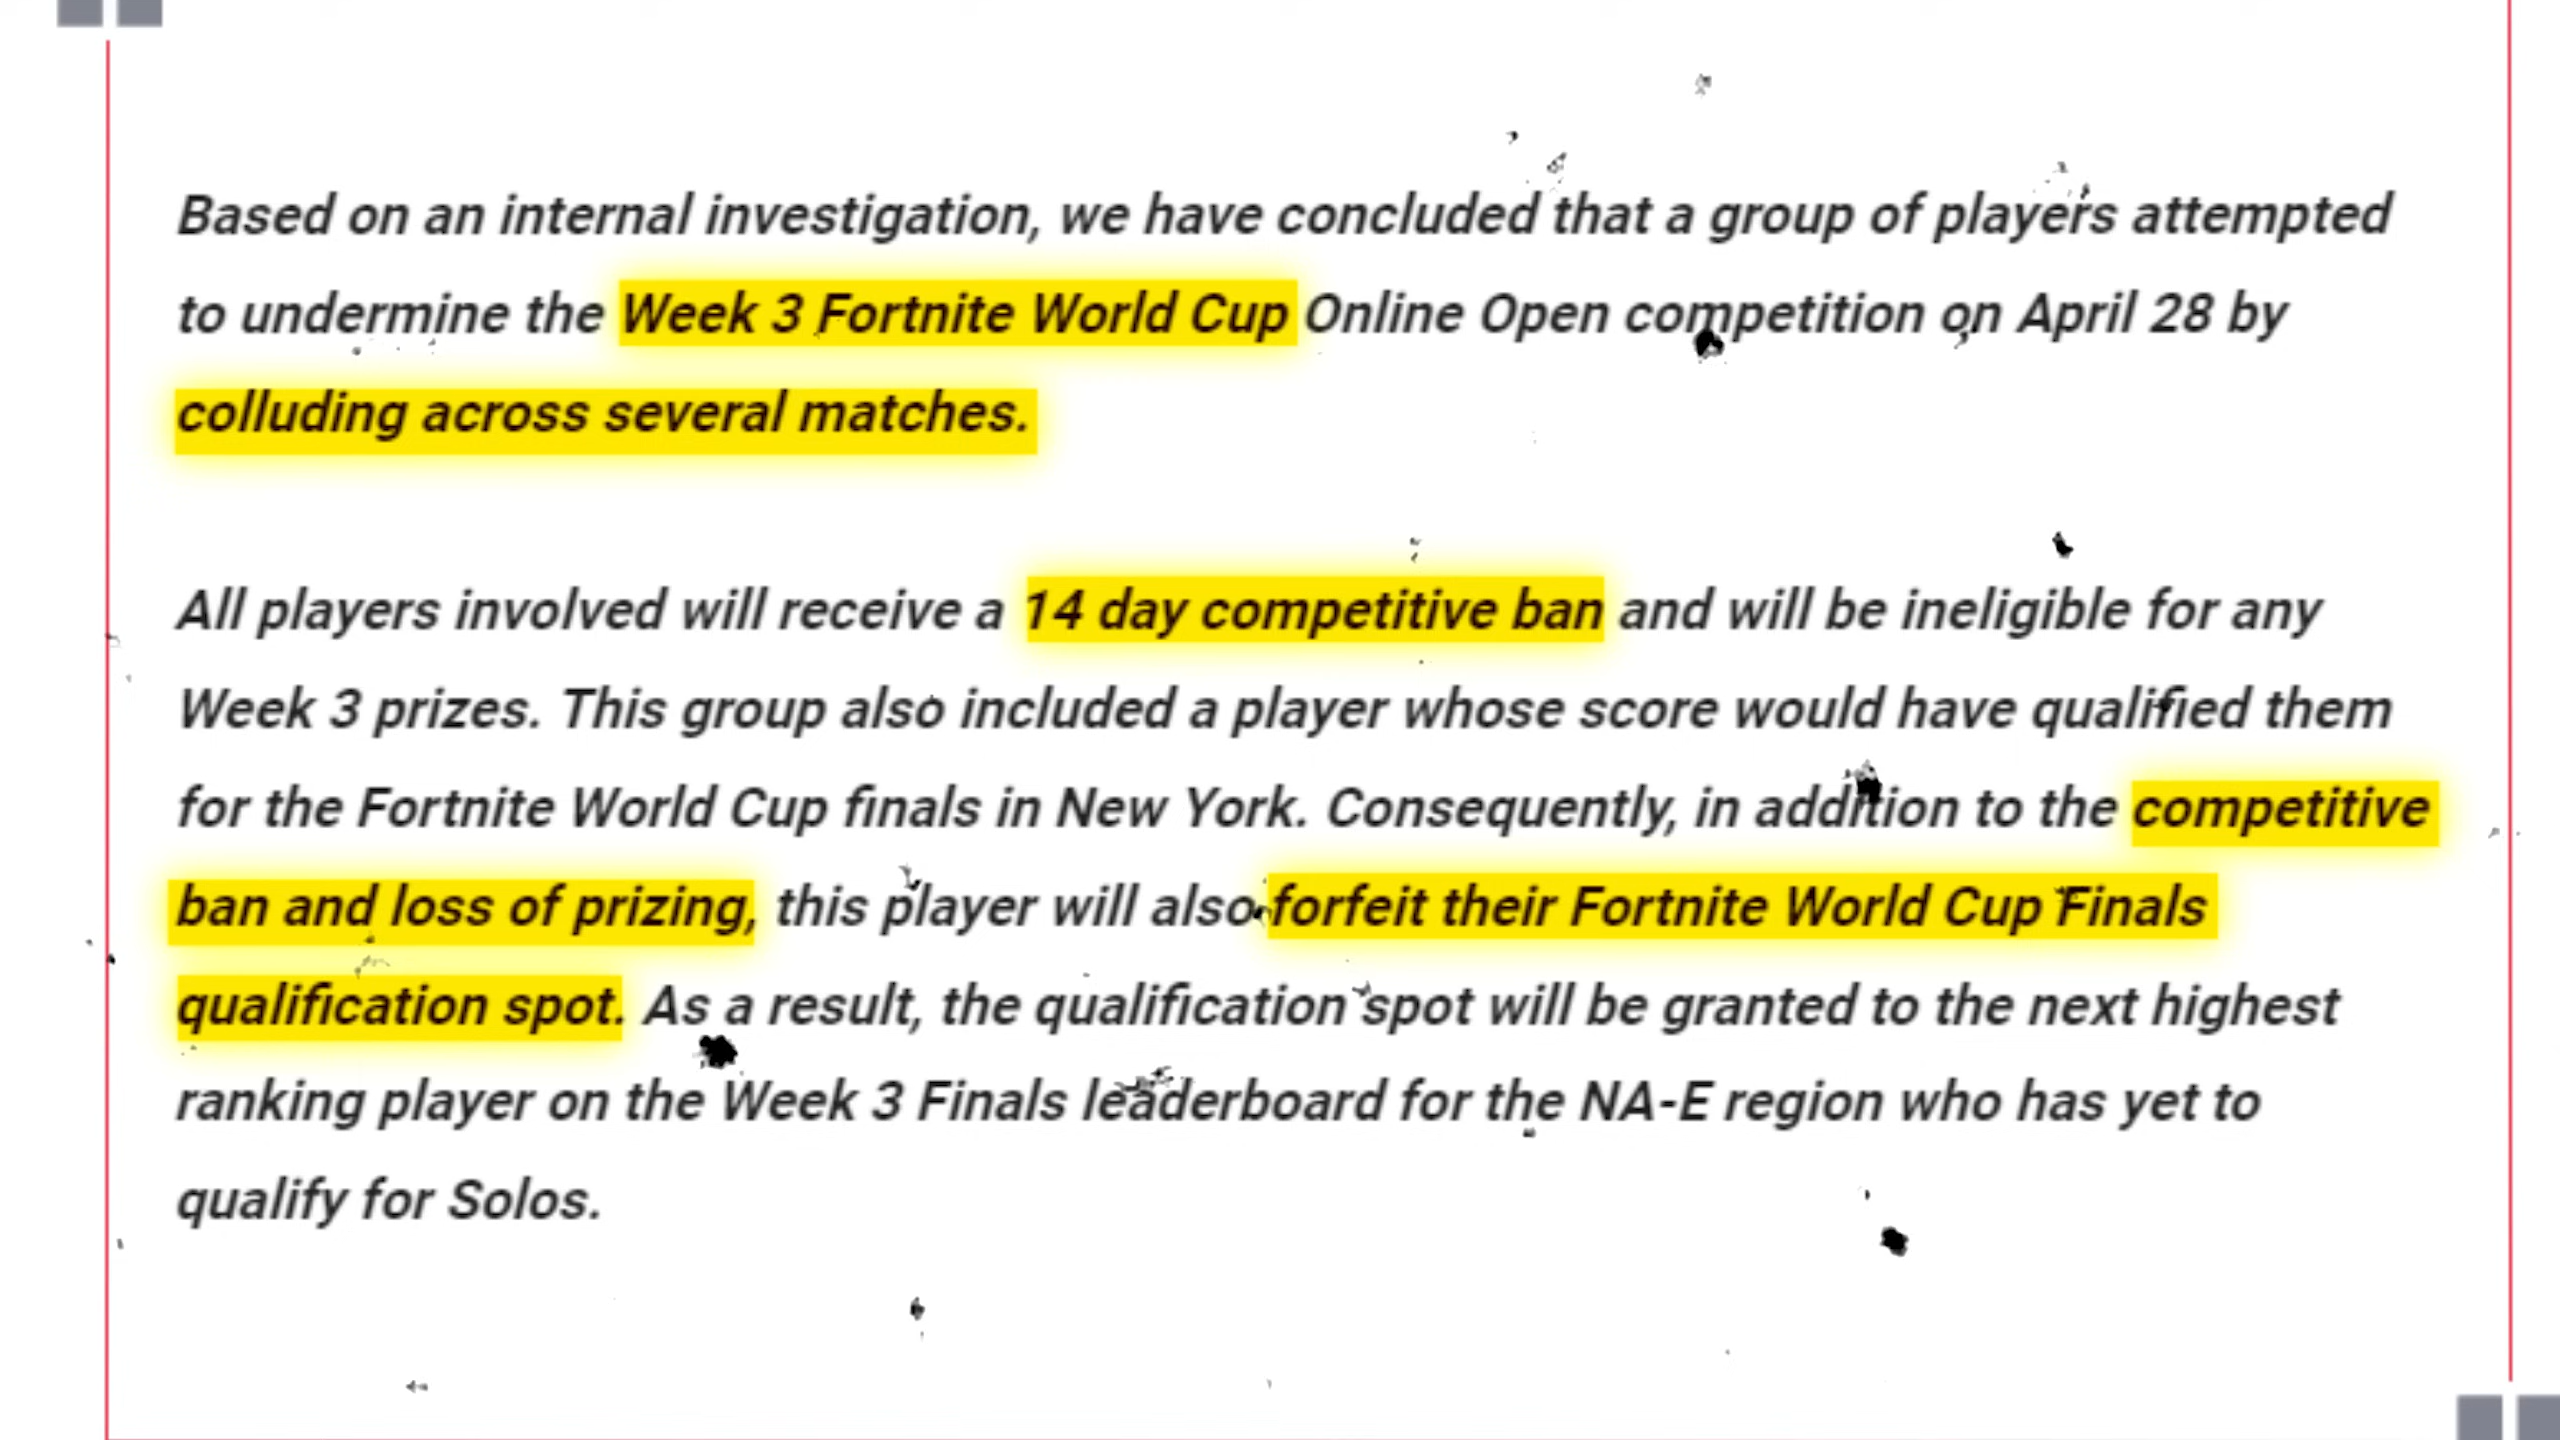 Based on an internal investigation, we have concluded that a group of players attempted
to undermine the Week 3 Fortnite World Cup Online Open competition on April 28 by
colluding across several matches.
All players involved will receive a 14 day competitive ban and will be ineligible for any
Week 3 prizes. This group also included a player whose score would have qualified them
for the Fortnite World Cup finals in New York. Consequently, in addition to the competitive
ban and loss of prizing, this player will also forfeit their Fortnite World Cup Finals
qualification spot. As a result, the qualification spot will be granted to the next highest
ranking player on the Week 3 Finals leaderboard for the NA-E region who has yet to
qualify for Solos.